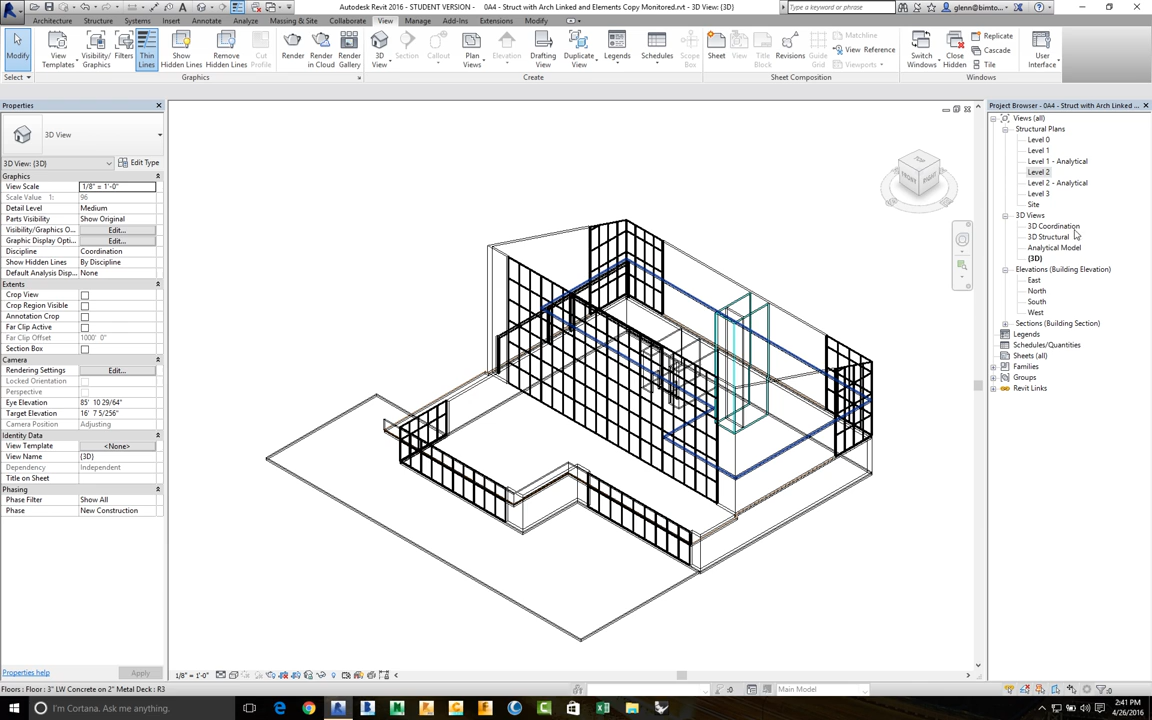 Autodesk Revit 2016 - STUDENT VERSION - 0A4 - Struct with Arch Linked and Elements Copy Monitored.rvt - 3D View: {3D}
Type a keyword or phrase
glenn@bimto...
Architecture Structure Systems Insert Annotate Analyze Massing & Site Collaborate View Manage Add-Ins Extensions Modify
Modify
View Templates
Visibility/ Graphics
Filters
Thin Lines
Show Hidden Lines
Remove Hidden Lines
Cut Profile
Render
Render in Cloud
Render Gallery
3D View
Section
Callout
Plan Views
Elevation
Drafting View
Duplicate View
Legends
Schedules
Scope Box
Sheet
Title Block
Revisions
Guide Grid
Matchline
View Reference
Viewports
Switch Windows
Close Hidden
Replicate
Cascade
Tile
User Interface
Select
Graphics
Create
Sheet Composition
Windows
Properties
3D View
3D View: {3D}
Edit Type
Graphics
View Scale 1/8" = 1'-0"
Scale Value 1: 96
Detail Level Medium
Parts Visibility Show Original
Visibility/Graphics O... Edit...
Graphic Display Opti... Edit...
Discipline Coordination
Show Hidden Lines By Discipline
Default Analysis Disp... None
Extents
Crop View
Crop Region Visible
Annotation Crop
Far Clip Active
Far Clip Offset 1000' 0"
Section Box
Camera
Rendering Settings Edit...
Locked Orientation
Perspective
Eye Elevation 85' 10 29/64"
Target Elevation 16' 7 5/256"
Camera Position Adjusting
Identity Data
View Template <None>
View Name {3D}
Dependency Independent
Title on Sheet
Phasing
Phase Filter Show All
Phase New Construction
Properties help
Apply
TOP
FRONT
RIGHT
Project Browser - 0A4 - Struct with Arch Linked ...
Views (all)
Structural Plans
Level 0
Level 1
Level 1 - Analytical
Level 2
Level 2 - Analytical
Level 3
Site
3D Views
3D Coordination
3D Structural
Analytical Model
{3D}
Elevations (Building Elevation)
East
North
South
West
Sections (Building Section)
Legends
Schedules/Quantities
Sheets (all)
Families
Groups
Revit Links
1/8" = 1'-0"
Floors : Floor : 3" LW Concrete on 2" Metal Deck : R3
:0
Main Model
:0
I'm Cortana. Ask me anything.
2:41 PM
4/26/2016